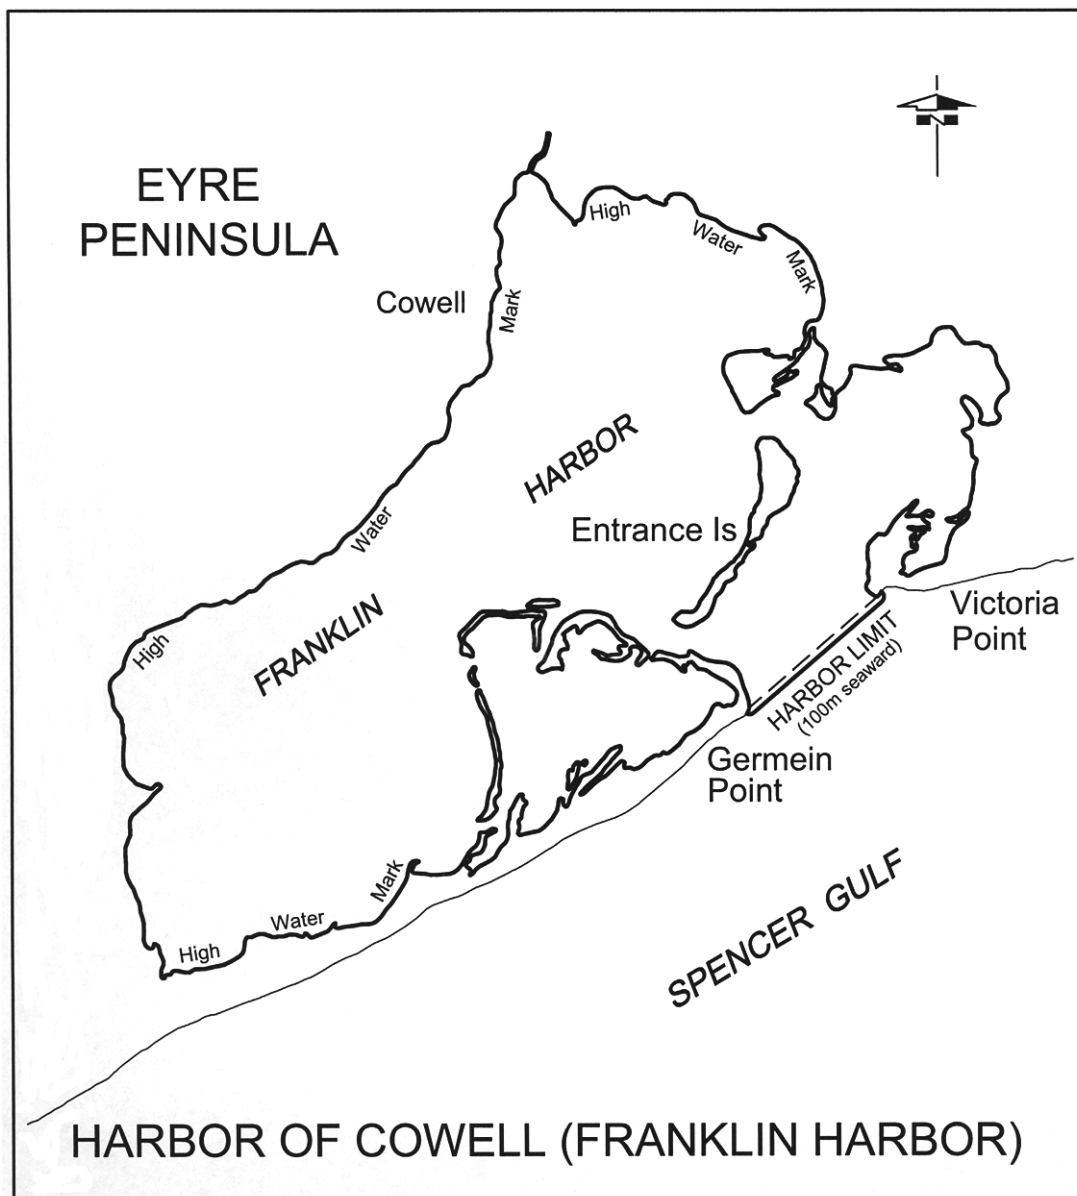 N
EYRE
PENINSULA
High
Water
Mark
Cowell
Mark
HARBOR
Entrance Is
Water
FRANKLIN
High
Victoria
Point
HARBOR LIMIT
(100m seaward)
Germein
Point
Mark
Water
High
SPENCER GULF
HARBOR OF COWELL (FRANKLIN HARBOR)